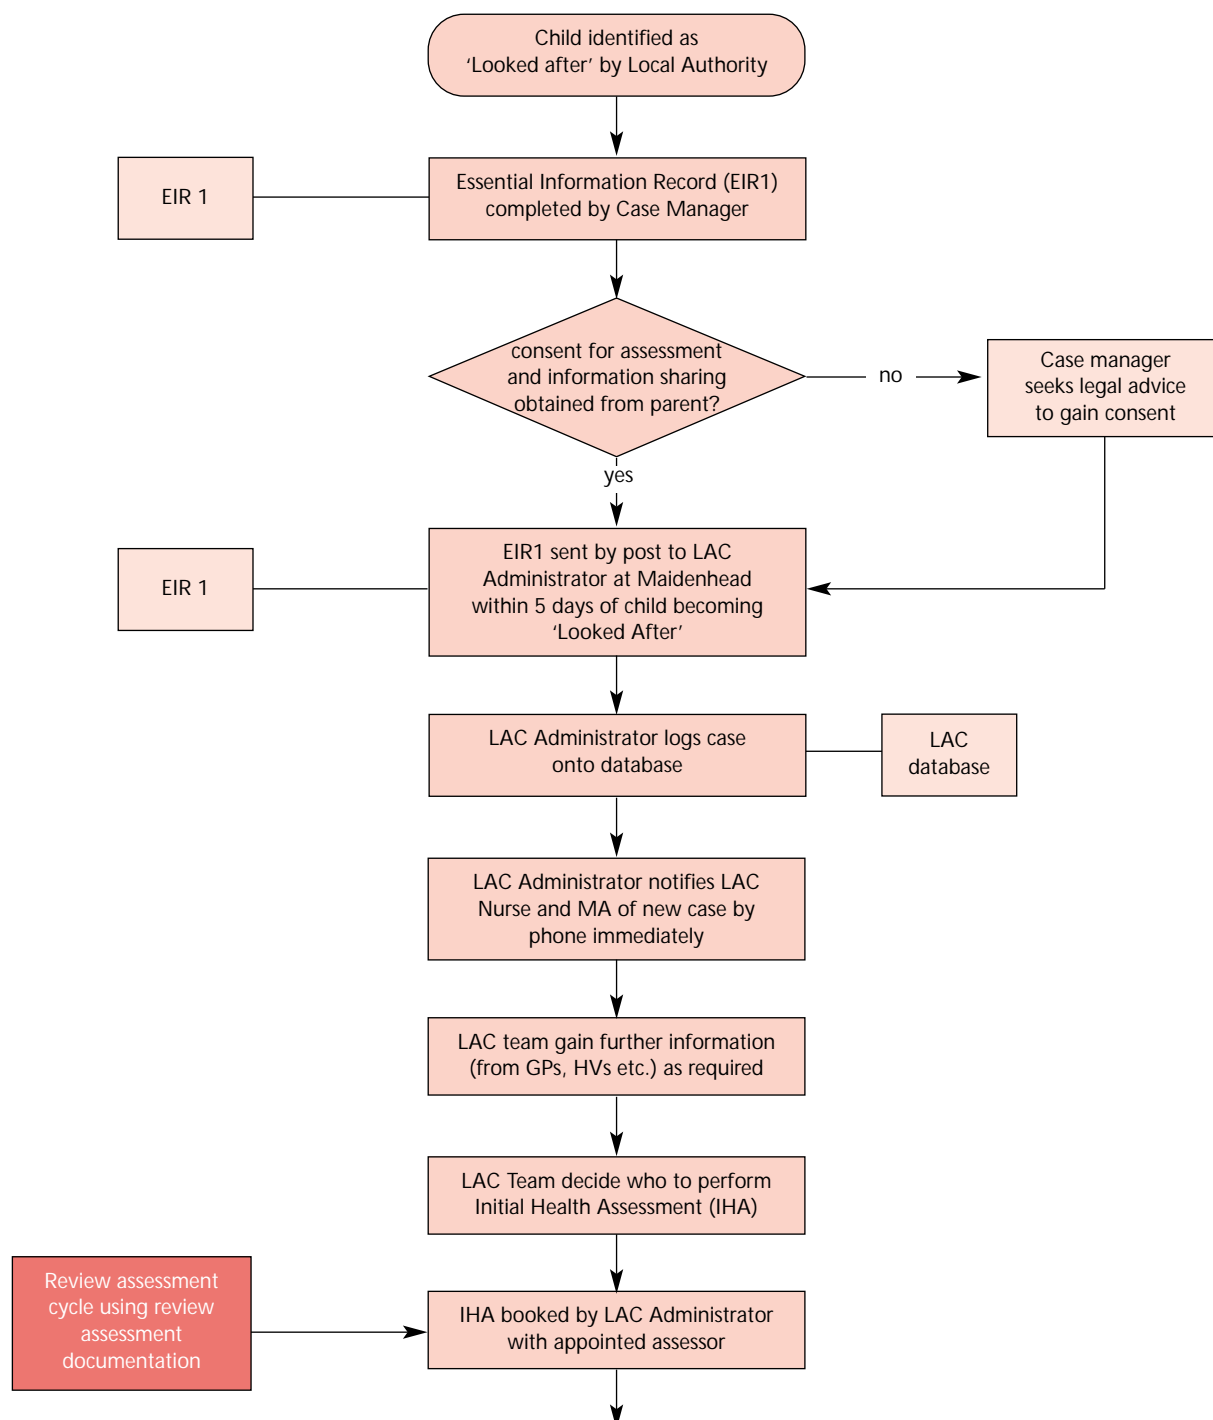 Child identified as
‘Looked after’ by Local Authority
EIR 1
Essential Information Record (EIR1)
completed by Case Manager
consent for assessment
and information sharing
obtained from parent?
no
Case manager
seeks legal advice
to gain consent
yes
EIR 1
EIR1 sent by post to LAC
Administrator at Maidenhead
within 5 days of child becoming
‘Looked After’
LAC Administrator logs case
onto database
LAC
database
LAC Administrator notifies LAC
Nurse and MA of new case by
phone immediately
LAC team gain further information
(from GPs, HVs etc.) as required
LAC Team decide who to perform
Initial Health Assessment (IHA)
Review assessment
cycle using review
assessment
documentation
IHA booked by LAC Administrator
with appointed assessor